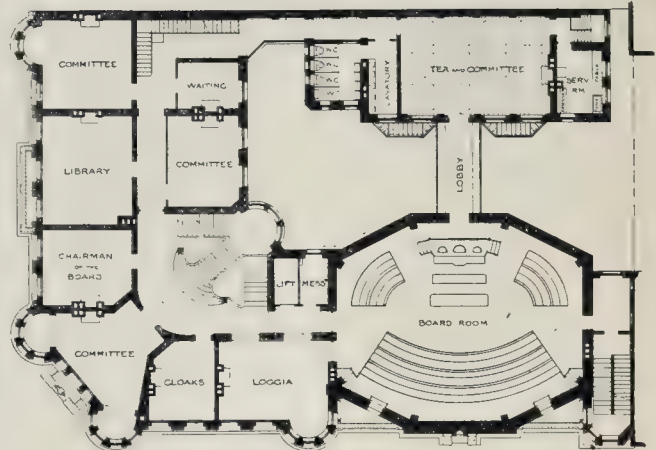 COMMITTEE
WAITING
COMMITTEE
LIBRARY
CHAIRMAN
OF THE
BOARD
COMMITTEE
CLOAKS
LOGGIA
LIFT
MESS
LAVATORY
W.C
W.C
W.C
TEA AND COMMITTEE
SERV
RM
TABLE
LOBBY
BOARD ROOM